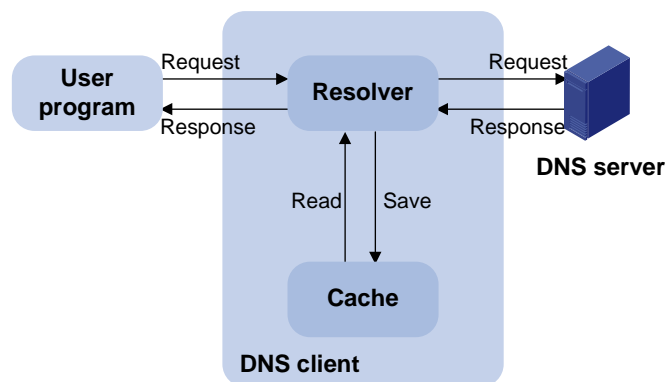 User
program
Request
Response
Resolver
Request
Response
DNS server
Read
Save
Cache
DNS client